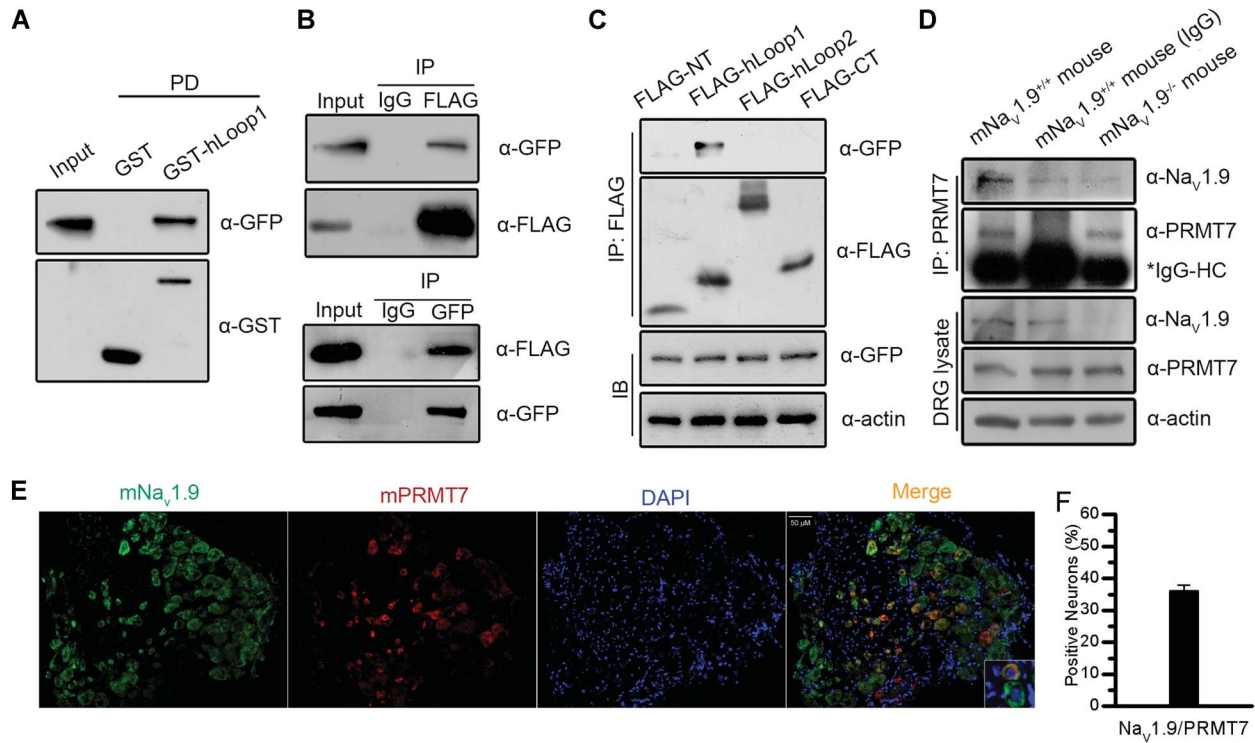 A
PD
Input
GST
GST-hLoop1
α-GFP
α-GST
B
IP
Input IgG FLAG
α-GFP
α-FLAG
IP
Input IgG GFP
α-FLAG
α-GFP
C
FLAG-NT
FLAG-hLoop1
FLAG-hLoop2
FLAG-CT
IP: FLAG
α-GFP
α-FLAG
IB
α-GFP
α-actin
D
mNaV1.9+/+ mouse
mNaV1.9+/+ mouse (IgG)
mNaV1.9-/- mouse
IP: PRMT7
α-NaV1.9
α-PRMT7
*IgG-HC
DRG lysate
α-NaV1.9
α-PRMT7
α-actin
E
mNav1.9
mPRMT7
DAPI
Merge
50 μM
F
Positive Neurons (%)
60
50
40
30
20
10
0
NaV1.9/PRMT7